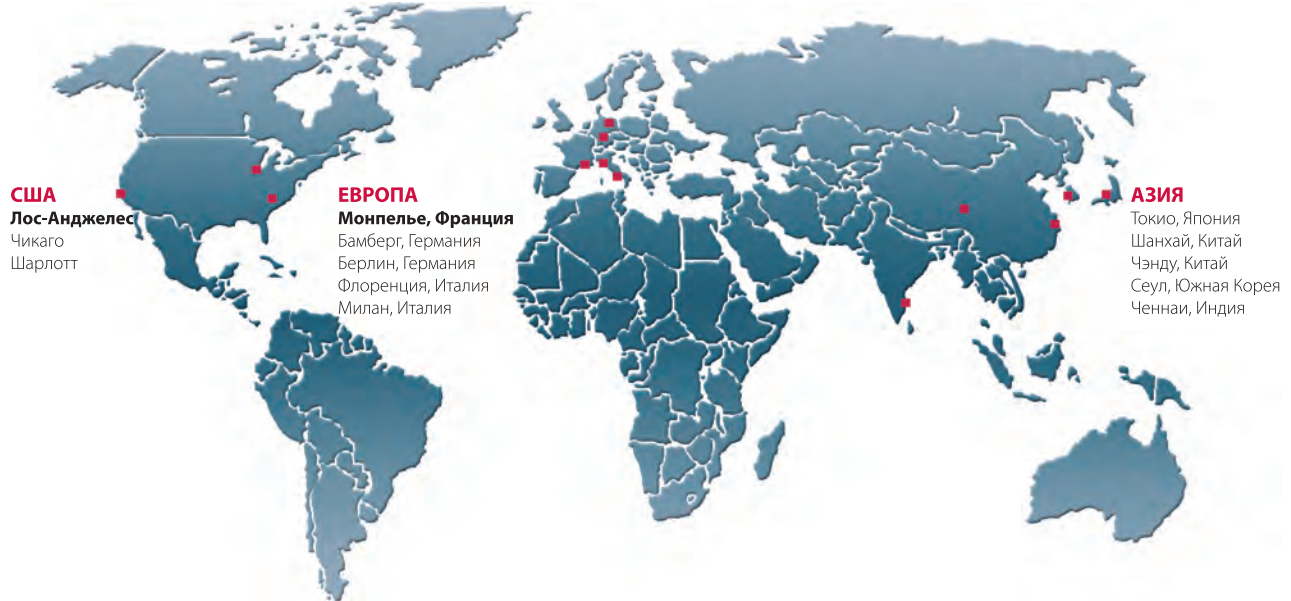 США
Лос-Анджелес
Чикаго
Шарлотт
ЕВРОПА
Монпелье, Франция
Бамберг, Германия
Берлин, Германия
Флоренция, Италия
Милан, Италия
АЗИЯ
Токио, Япония
Шанхай, Китай
Чэнду, Китай
Сеул, Южная Корея
Ченнаи, Индия